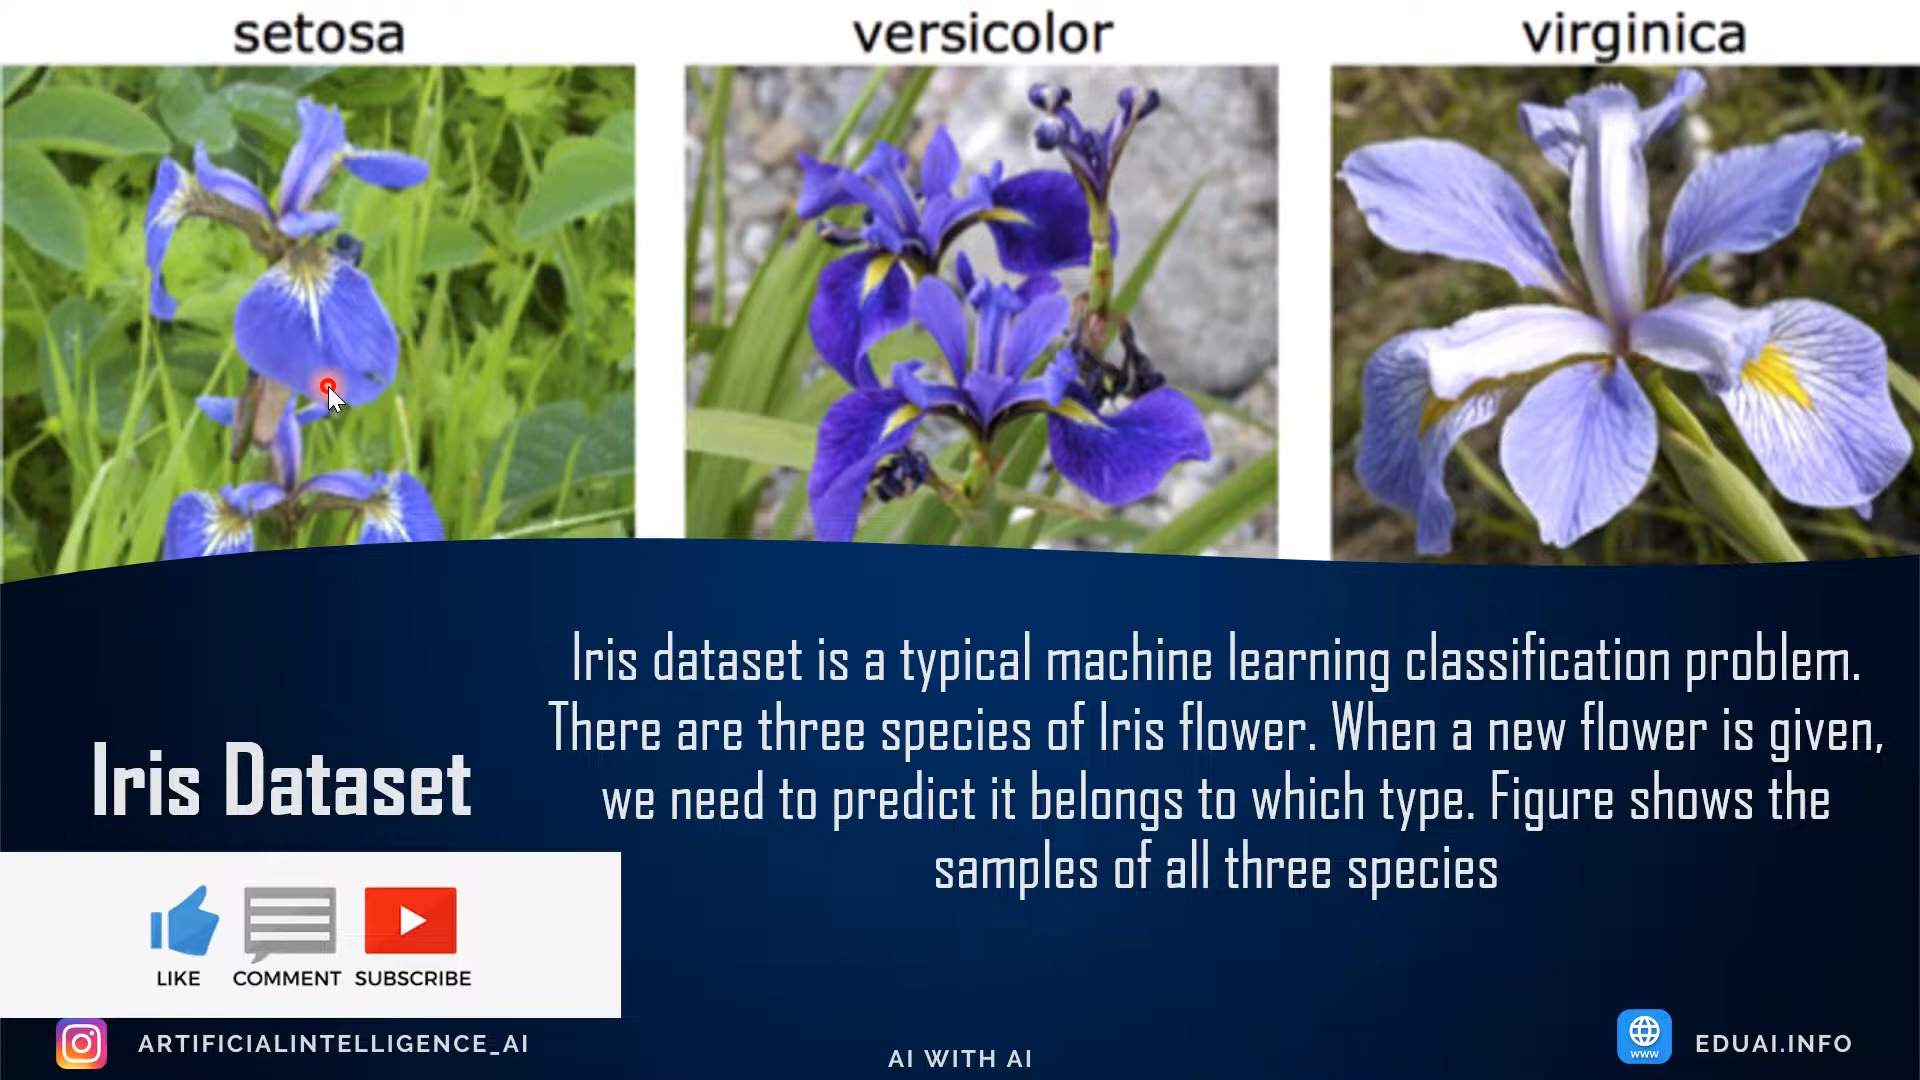 setosa
versicolor
virginica
Iris dataset is a typical machine learning classification problem.
There are three species of Iris flower. When a new flower is given,
we need to predict it belongs to which type. Figure shows the
samples of all three species
Iris Dataset
LIKE
COMMENT
SUBSCRIBE
ARTIFICIALINTELLIGENCE_AI
AI WITH AI
www
EDUAI.INFO